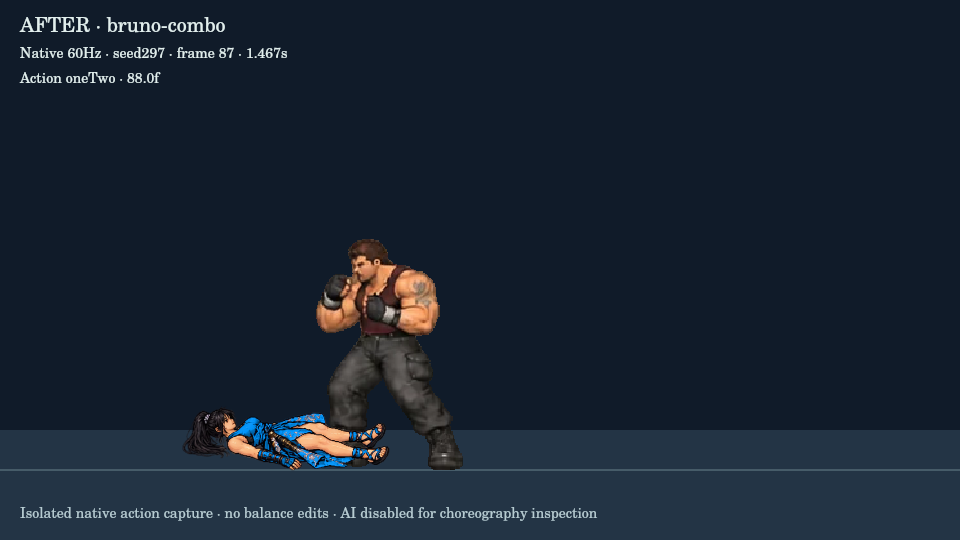 AFTER · bruno-combo
Native 60Hz · seed297 · frame 87 · 1.467s
Action oneTwo · 88.0f
Isolated native action capture · no balance edits · AI disabled for choreography inspection